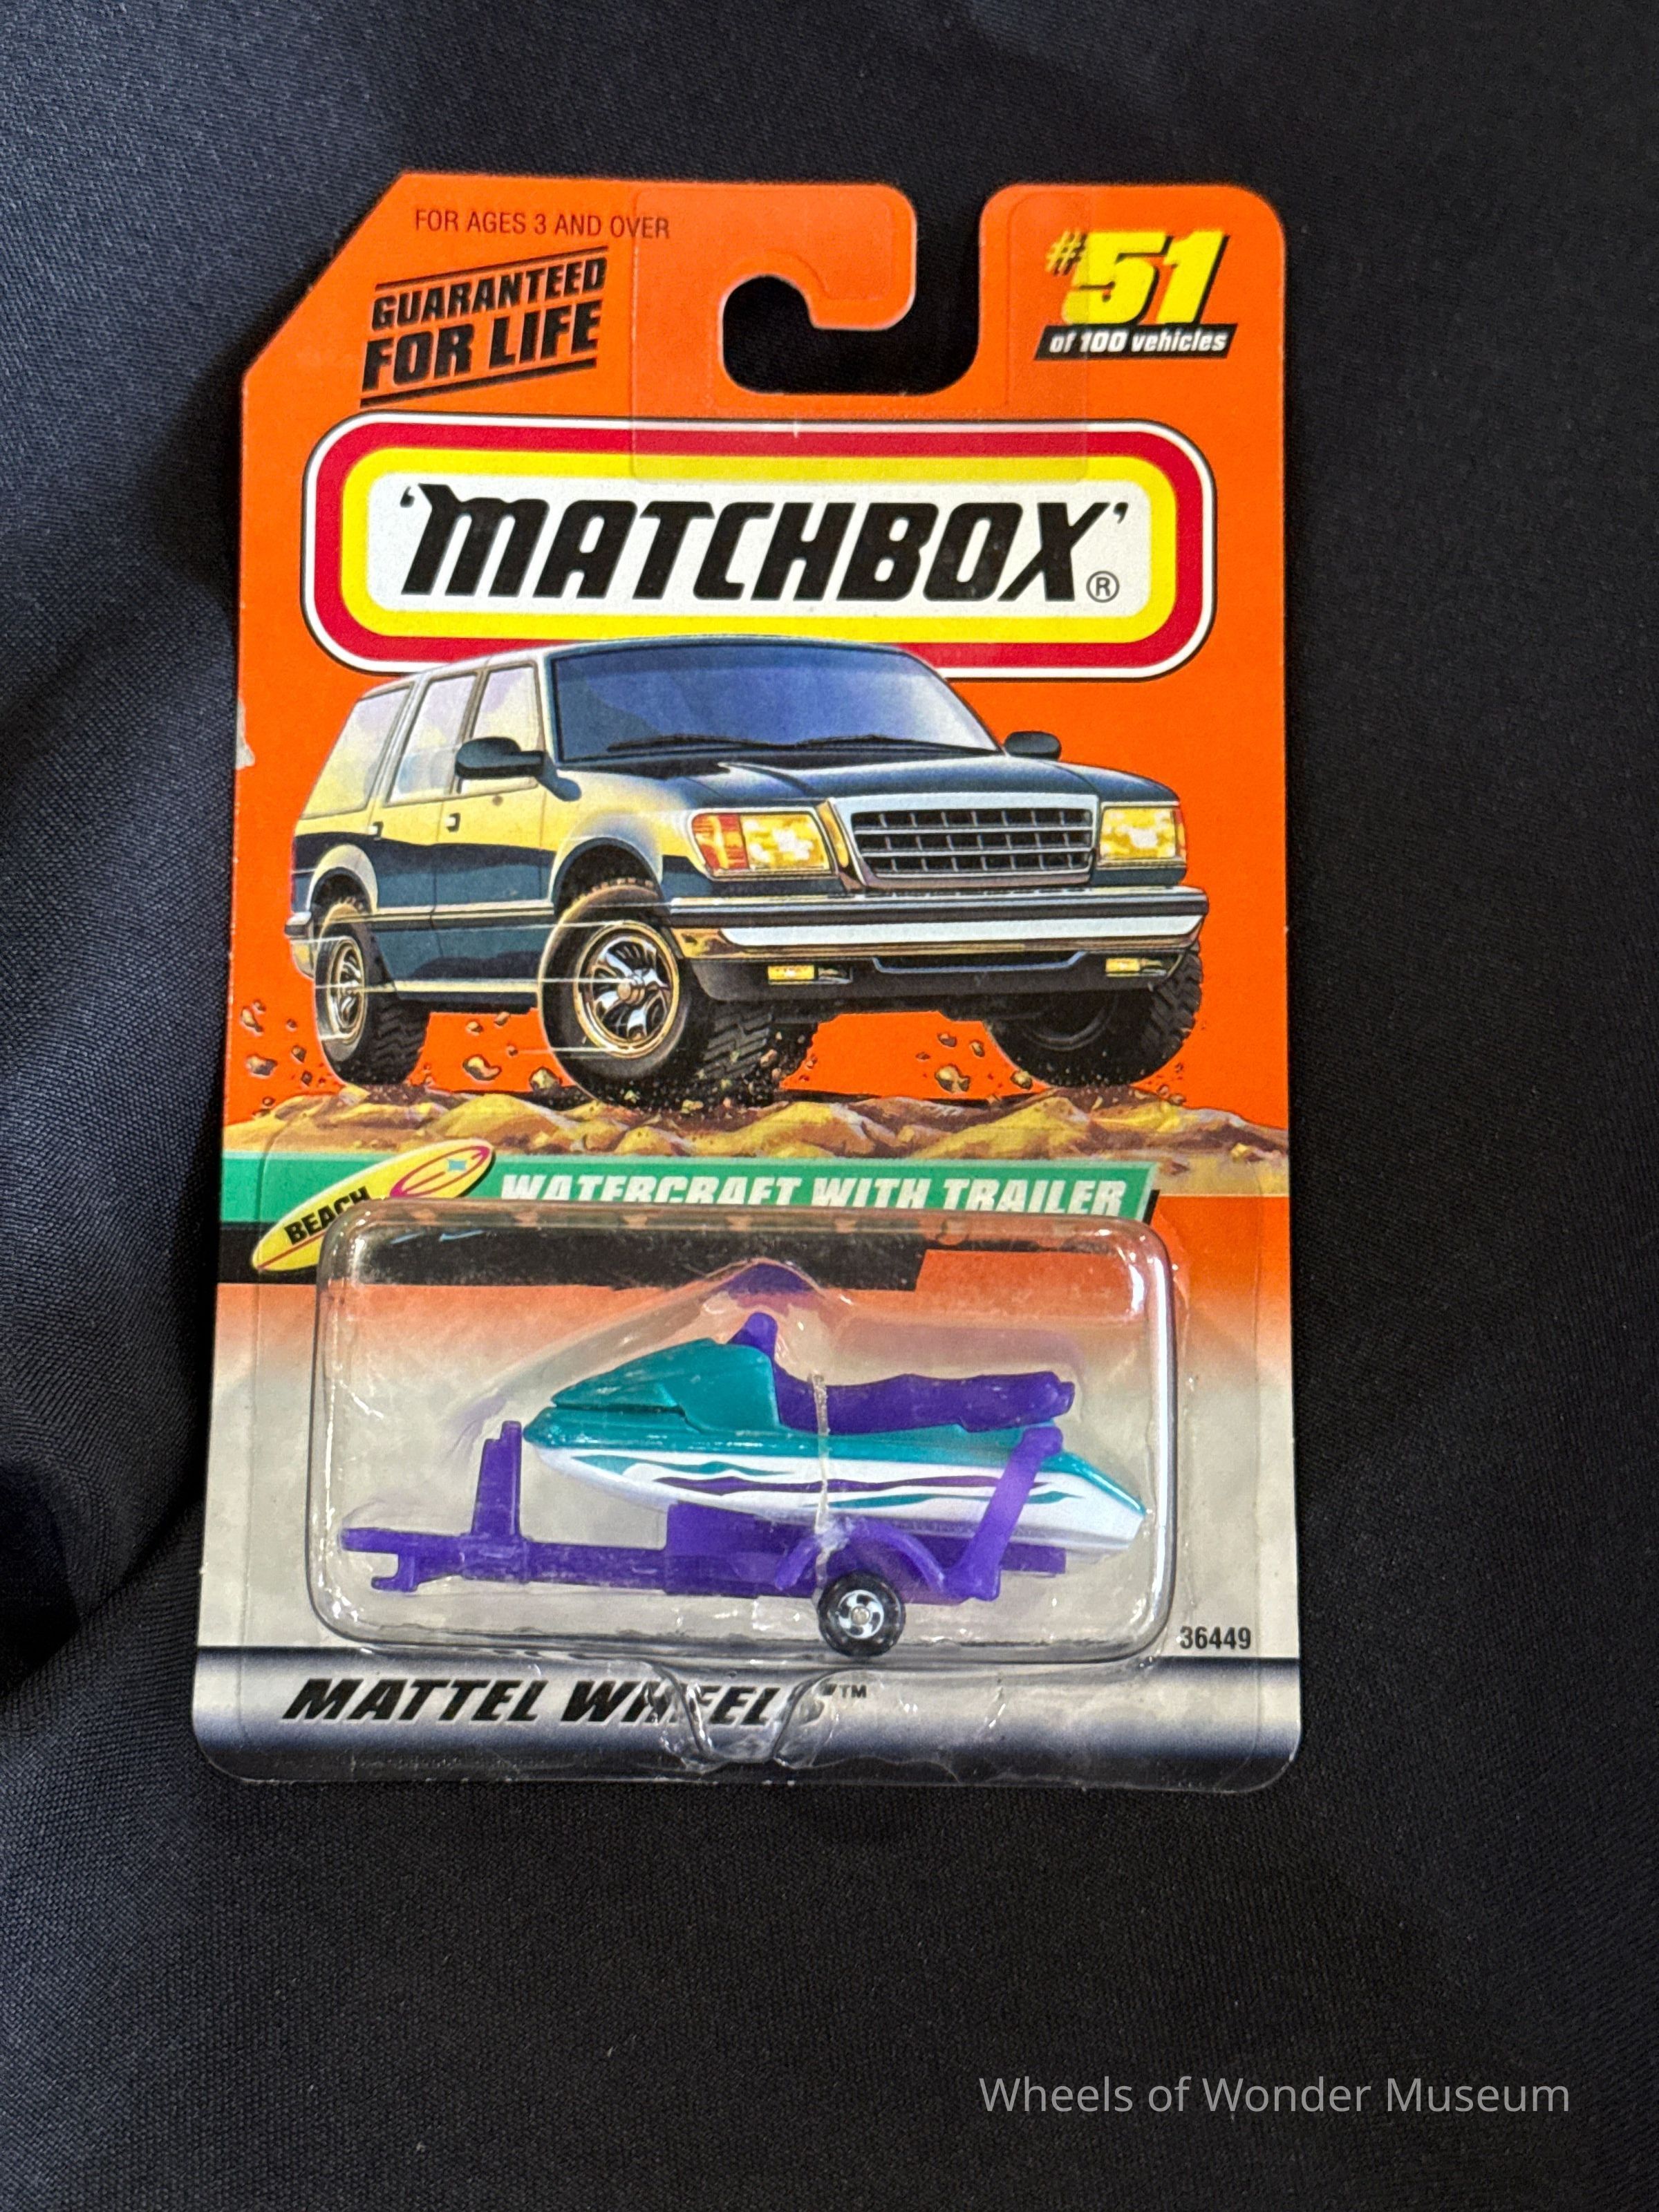 FOR AGES 3 AND OVER
GUARANTEED
FOR LIFE
#51
of 100 vehicles
'MATCHBOX'®
BEACH
WATERCRAFT WITH TRAILER
36449
MATTEL WHEELS™
Wheels of Wonder Museum